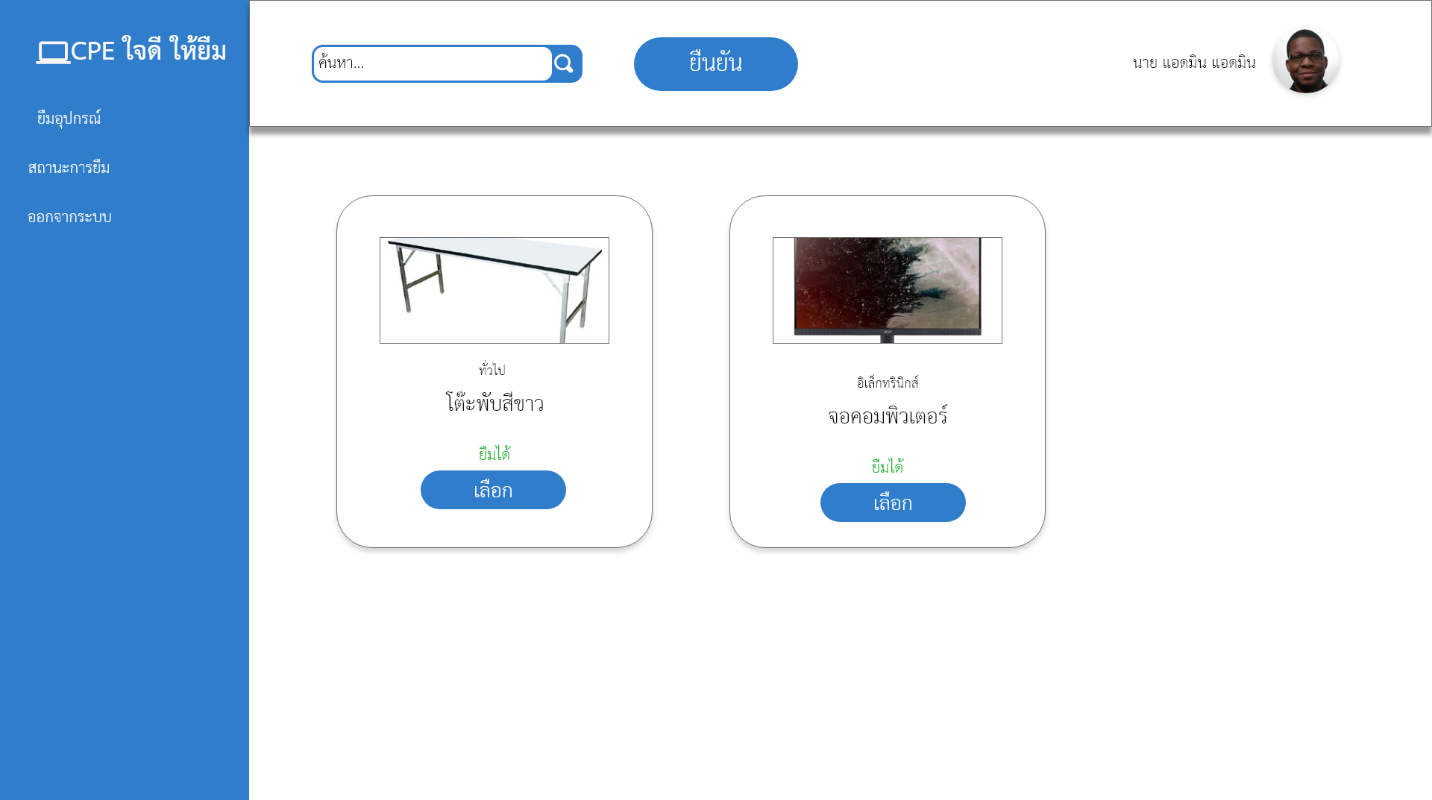 CPE ใจดี ให้ยืม
ยืมอุปกรณ์
สถานะการยืม
ออกจากระบบ
ค้นหา...
ยืนยัน
นาย แอดมิน แอดมิน
ทั่วไป
โต๊ะพับสีขาว
ยืมได้
เลือก
อิเล็กทรินิกส์
จอคอมพิวเตอร์
ยืมได้
เลือก